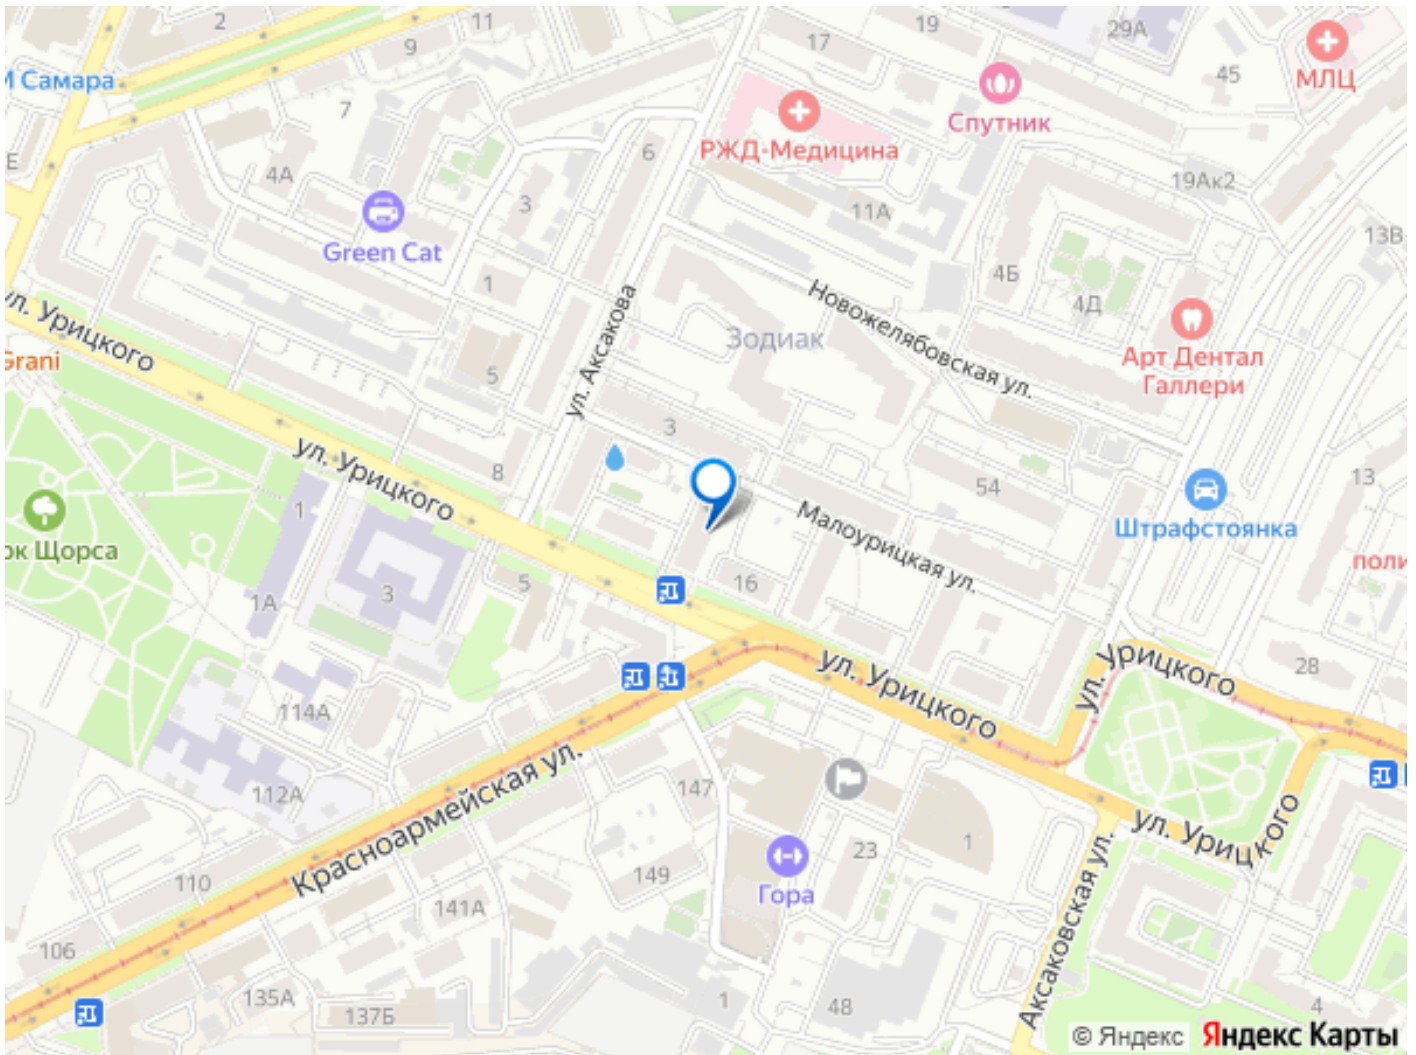 2
11
19
17
29А
МЛЦ
9
45
Самара
7
РЖД-Медицина
Спутник
6
4А
19Ак2
3
11А
13В
Green Cat
1
4Б
4Д
Новожелябовская ул.
ул. Аксакова
Зодиак
ул. Урицкого
Grani
5
Арт Дентал
Галлери
3
8
ул. Урицкого
54
13
1
Штрафстоянка
Малоурицкая ул.
Щорса
3
5
16
1А
ул. Урицкого
ул. Урицкого
28
114А
Красноармейская ул.
112А
147
ул. Урицкого
110
149
23
1
Гора
141А
Аксаковская ул.
106
135А
137Б
1
48
4
© Яндекс Яндекс Карты